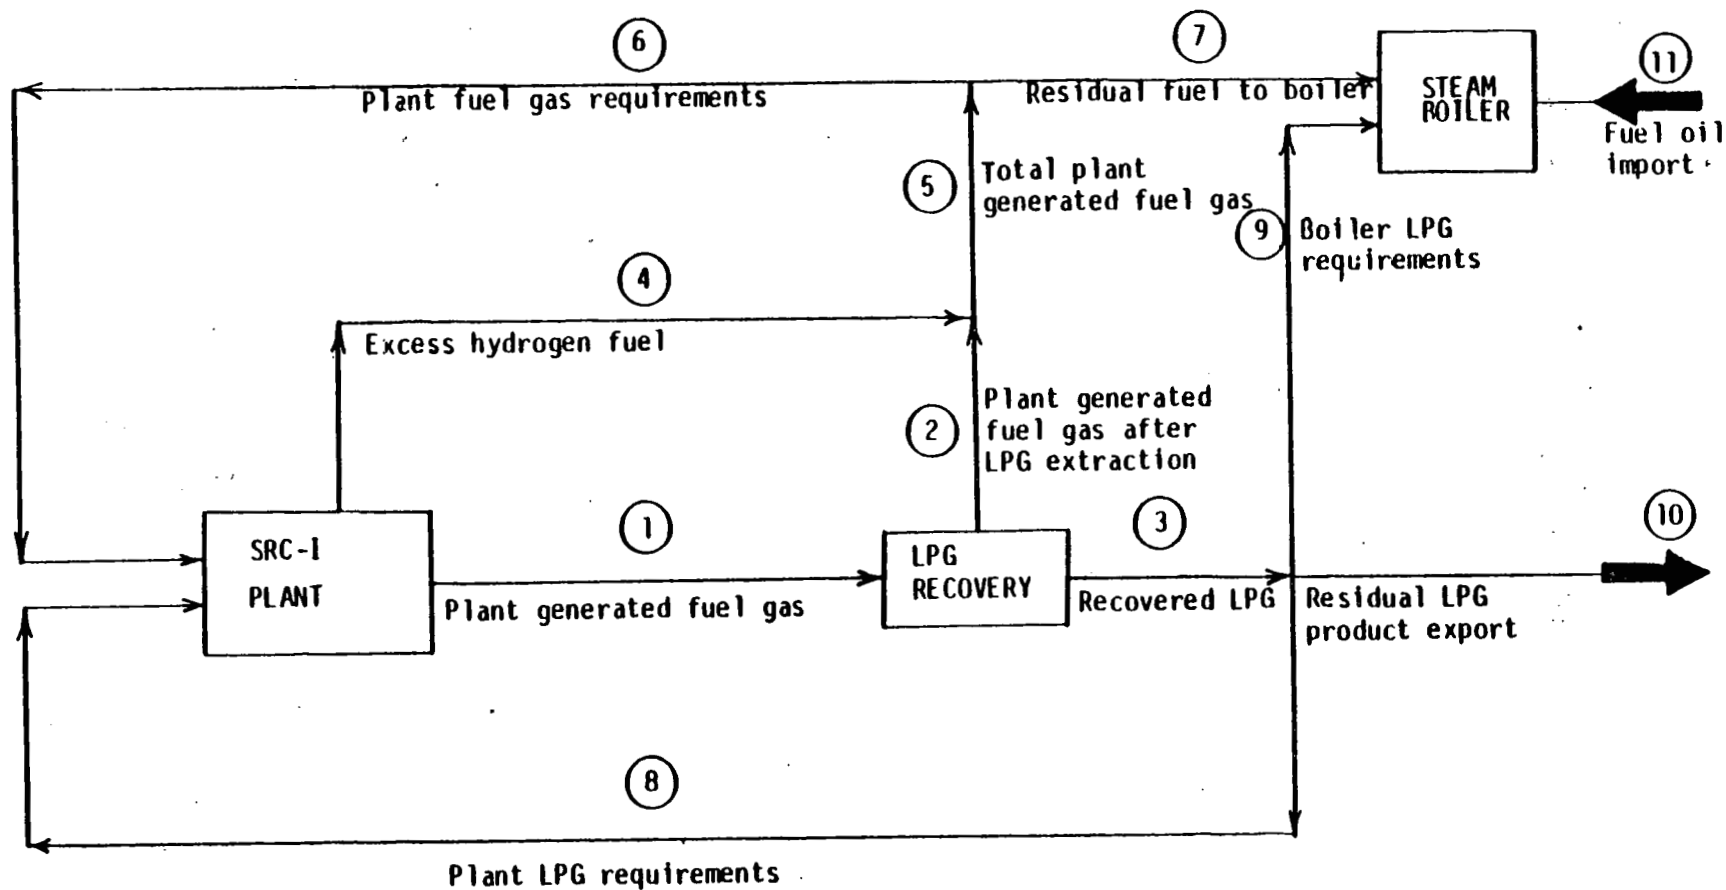 6
7
11
Plant fuel gas requirements
Residual fuel to boiler
STEAM
BOILER
Fuel oil
import
5
Total plant
generated fuel gas
9
Boiler LPG
requirements
4
Excess hydrogen fuel
2
Plant generated
fuel gas after
LPG extraction
1
3
10
SRC-1
PLANT
LPG
RECOVERY
Plant generated fuel gas
Recovered LPG
Residual LPG
product export
8
Plant LPG requirements